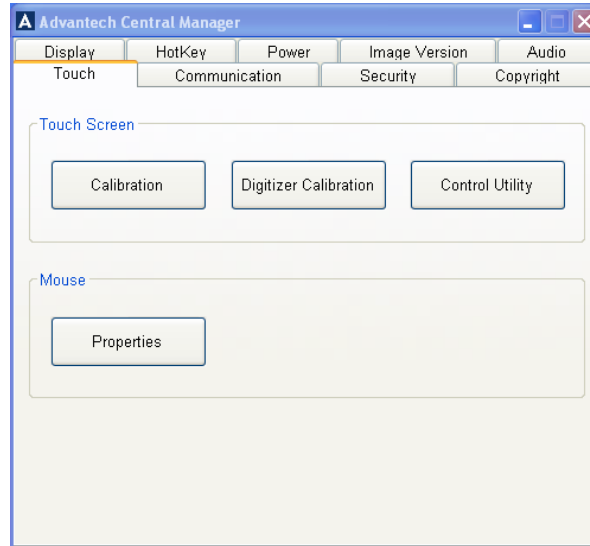 Advantech Central Manager
Display HotKey Power Image Version Audio
Touch Communication Security Copyright
Touch Screen
Calibration Digitizer Calibration Control Utility
Mouse
Properties